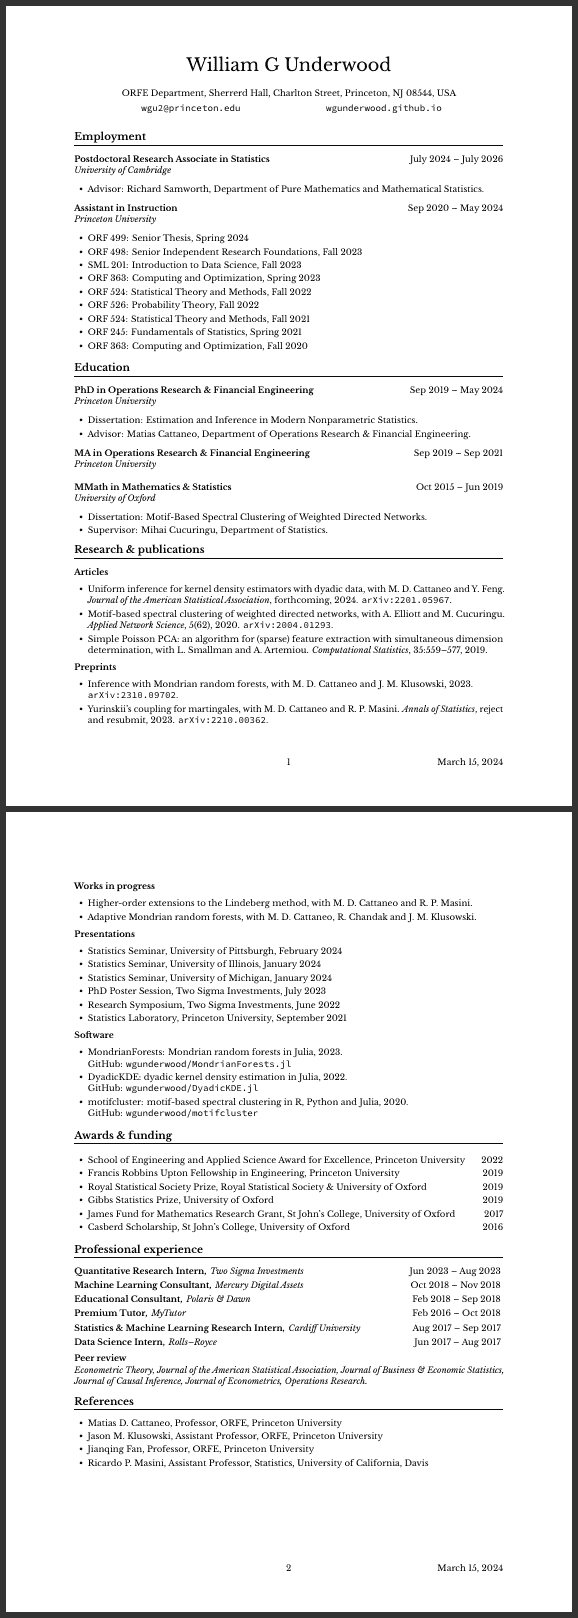 William G Underwood
ORFE Department, Sherrerd Hall, Charlton Street, Princeton, NJ 08544, USA
wgu2@princeton.edu wgunderwood.github.io
Employment
Postdoctoral Research Associate in Statistics July 2024 – July 2026
University of Cambridge
• Advisor: Richard Samworth, Department of Pure Mathematics and Mathematical Statistics.
Assistant in Instruction Sep 2020 – May 2024
Princeton University
• ORF 499: Senior Thesis, Spring 2024
• ORF 498: Senior Independent Research Foundations, Fall 2023
• SML 201: Introduction to Data Science, Fall 2023
• ORF 363: Computing and Optimization, Spring 2023
• ORF 524: Statistical Theory and Methods, Fall 2022
• ORF 526: Probability Theory, Fall 2022
• ORF 524: Statistical Theory and Methods, Fall 2021
• ORF 245: Fundamentals of Statistics, Spring 2021
• ORF 363: Computing and Optimization, Fall 2020
Education
PhD in Operations Research & Financial Engineering Sep 2019 – May 2024
Princeton University
• Dissertation: Estimation and Inference in Modern Nonparametric Statistics.
• Advisor: Matias Cattaneo, Department of Operations Research & Financial Engineering.
MA in Operations Research & Financial Engineering Sep 2019 – Sep 2021
Princeton University
MMath in Mathematics & Statistics Oct 2015 – Jun 2019
University of Oxford
• Dissertation: Motif-Based Spectral Clustering of Weighted Directed Networks.
• Supervisor: Mihai Cucuringu, Department of Statistics.
Research & publications
Articles
• Uniform inference for kernel density estimators with dyadic data, with M. D. Cattaneo and Y. Feng.
Journal of the American Statistical Association, forthcoming, 2024. arXiv:2201.05967.
• Motif-based spectral clustering of weighted directed networks, with A. Elliott and M. Cucuringu.
Applied Network Science, 5(62), 2020. arXiv:2004.01293.
• Simple Poisson PCA: an algorithm for (sparse) feature extraction with simultaneous dimension
determination, with L. Smallman and A. Artemiou. Computational Statistics, 35:559–577, 2019.
Preprints
• Inference with Mondrian random forests, with M. D. Cattaneo and J. M. Klusowski, 2023.
arXiv:2310.09702.
• Yurinskii's coupling for martingales, with M. D. Cattaneo and R. P. Masini. Annals of Statistics, reject
and resubmit, 2023. arXiv:2210.00362.
1 March 15, 2024
Works in progress
• Higher-order extensions to the Lindeberg method, with M. D. Cattaneo and R. P. Masini.
• Adaptive Mondrian random forests, with M. D. Cattaneo, R. Chandak and J. M. Klusowski.
Presentations
• Statistics Seminar, University of Pittsburgh, February 2024
• Statistics Seminar, University of Illinois, January 2024
• Statistics Seminar, University of Michigan, January 2024
• PhD Poster Session, Two Sigma Investments, July 2023
• Research Symposium, Two Sigma Investments, June 2022
• Statistics Laboratory, Princeton University, September 2021
Software
• MondrianForests: Mondrian random forests in Julia, 2023.
GitHub: wgunderwood/MondrianForests.jl
• DyadicKDE: dyadic kernel density estimation in Julia, 2022.
GitHub: wgunderwood/DyadicKDE.jl
• motifcluster: motif-based spectral clustering in R, Python and Julia, 2020.
GitHub: wgunderwood/motifcluster
Awards & funding
• School of Engineering and Applied Science Award for Excellence, Princeton University 2022
• Francis Robbins Upton Fellowship in Engineering, Princeton University 2019
• Royal Statistical Society Prize, Royal Statistical Society & University of Oxford 2019
• Gibbs Statistics Prize, University of Oxford 2019
• James Fund for Mathematics Research Grant, St John's College, University of Oxford 2017
• Casberd Scholarship, St John's College, University of Oxford 2016
Professional experience
Quantitative Research Intern, Two Sigma Investments Jun 2023 – Aug 2023
Machine Learning Consultant, Mercury Digital Assets Oct 2018 – Nov 2018
Educational Consultant, Polaris & Dawn Feb 2018 – Sep 2018
Premium Tutor, MyTutor Feb 2016 – Oct 2018
Statistics & Machine Learning Research Intern, Cardiff University Aug 2017 – Sep 2017
Data Science Intern, Rolls–Royce Jun 2017 – Aug 2017
Peer review
Econometric Theory, Journal of the American Statistical Association, Journal of Business & Economic Statistics,
Journal of Causal Inference, Journal of Econometrics, Operations Research.
References
• Matias D. Cattaneo, Professor, ORFE, Princeton University
• Jason M. Klusowski, Assistant Professor, ORFE, Princeton University
• Jianqing Fan, Professor, ORFE, Princeton University
• Ricardo P. Masini, Assistant Professor, Statistics, University of California, Davis
2 March 15, 2024